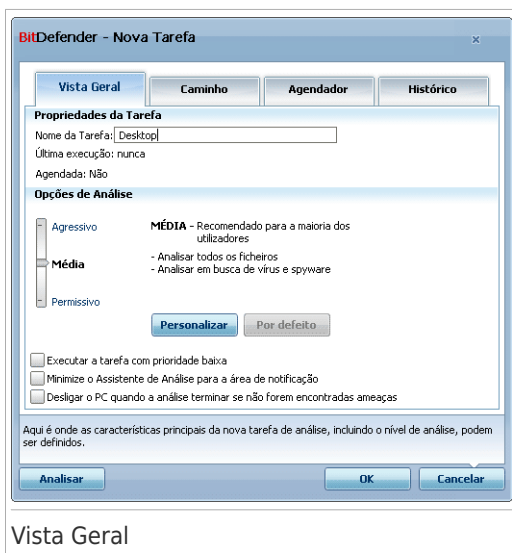 BitDefender - Nova Tarefa
x
Vista Geral
Caminho
Agendador
Histórico
Propriedades da Tarefa
Nome da Tarefa: Desktop
Última execução: nunca
Agendada: Não
Opções de Análise
Agressivo
Média
Permissivo
MÉDIA - Recomendado para a maioria dos
utilizadores
- Analisar todos os ficheiros
- Analisar em busca de vírus e spyware
Personalizar
Por defeito
Executar a tarefa com prioridade baixa
Minimize o Assistente de Análise para a área de notificação
Desligar o PC quando a análise terminar se não forem encontradas ameaças
Aqui é onde as características principais da nova tarefa de análise, incluindo o nível de análise, podem
ser definidos.
Analisar
OK
Cancelar
Vista Geral